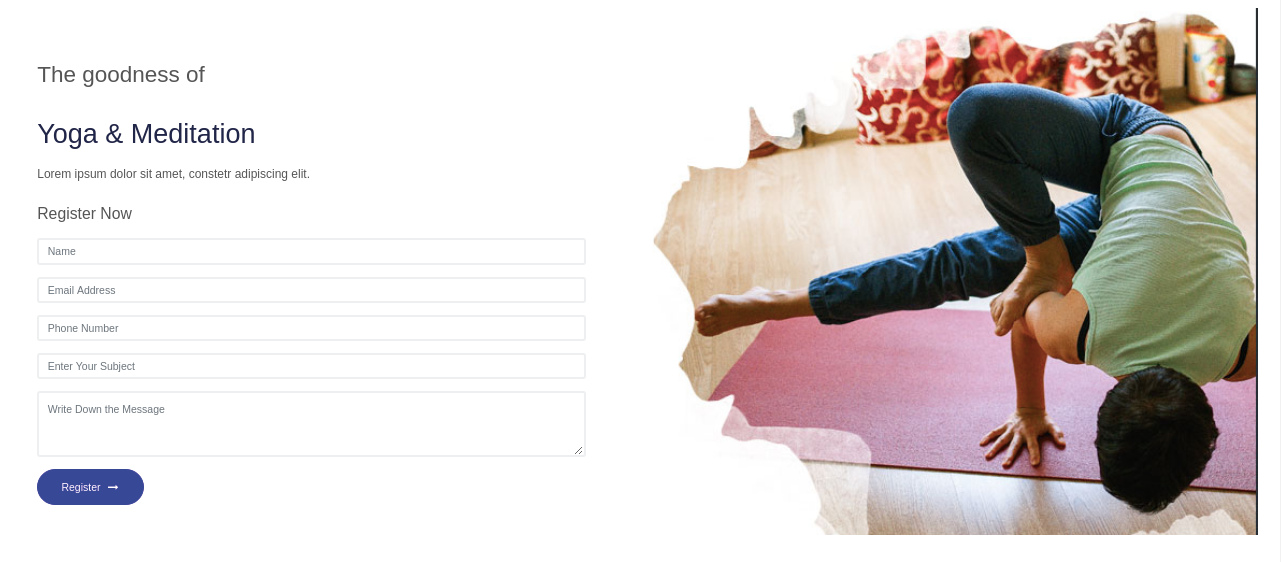 The goodness of
Yoga & Meditation
Lorem ipsum dolor sit amet, constetr adipiscing elit.
Register Now
Name
Email Address
Phone Number
Enter Your Subject
Write Down the Message
Register